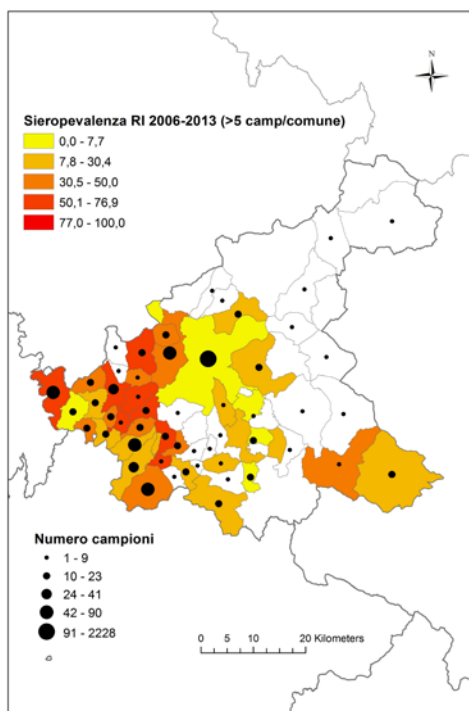 N
Sieropevalenza RI 2006-2013 (>5 camp/comune)
0,0 - 7,7
7,8 - 30,4
30,5 - 50,0
50,1 - 76,9
77,0 - 100,0
Numero campioni
1 - 9
10 - 23
24 - 41
42 - 90
91 - 2228
0 5 10 20 Kilometers